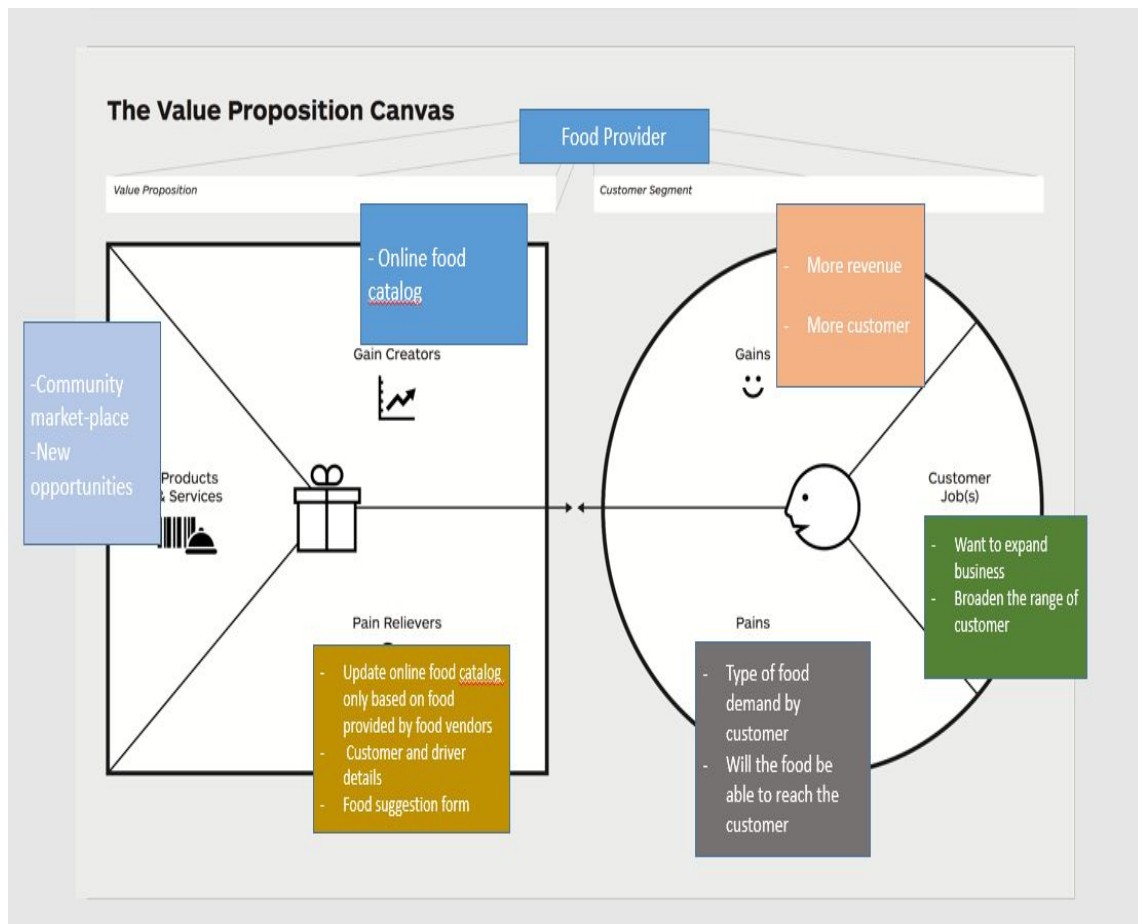 The Value Proposition Canvas
Food Provider
Value Proposition
Customer Segment
- Online food
catalog
Gain Creators
-Community
market-place
-New
opportunities
Products
& Services
Pain Relievers
- Update online food catalog
only based on food
provided by food vendors
- Customer and driver
details
- Food suggestion form
- More revenue
- More customer
Gains
Customer
Job(s)
- Want to expand
business
- Broaden the range of
customer
Pains
- Type of food
demand by
customer
- Will the food be
able to reach the
customer